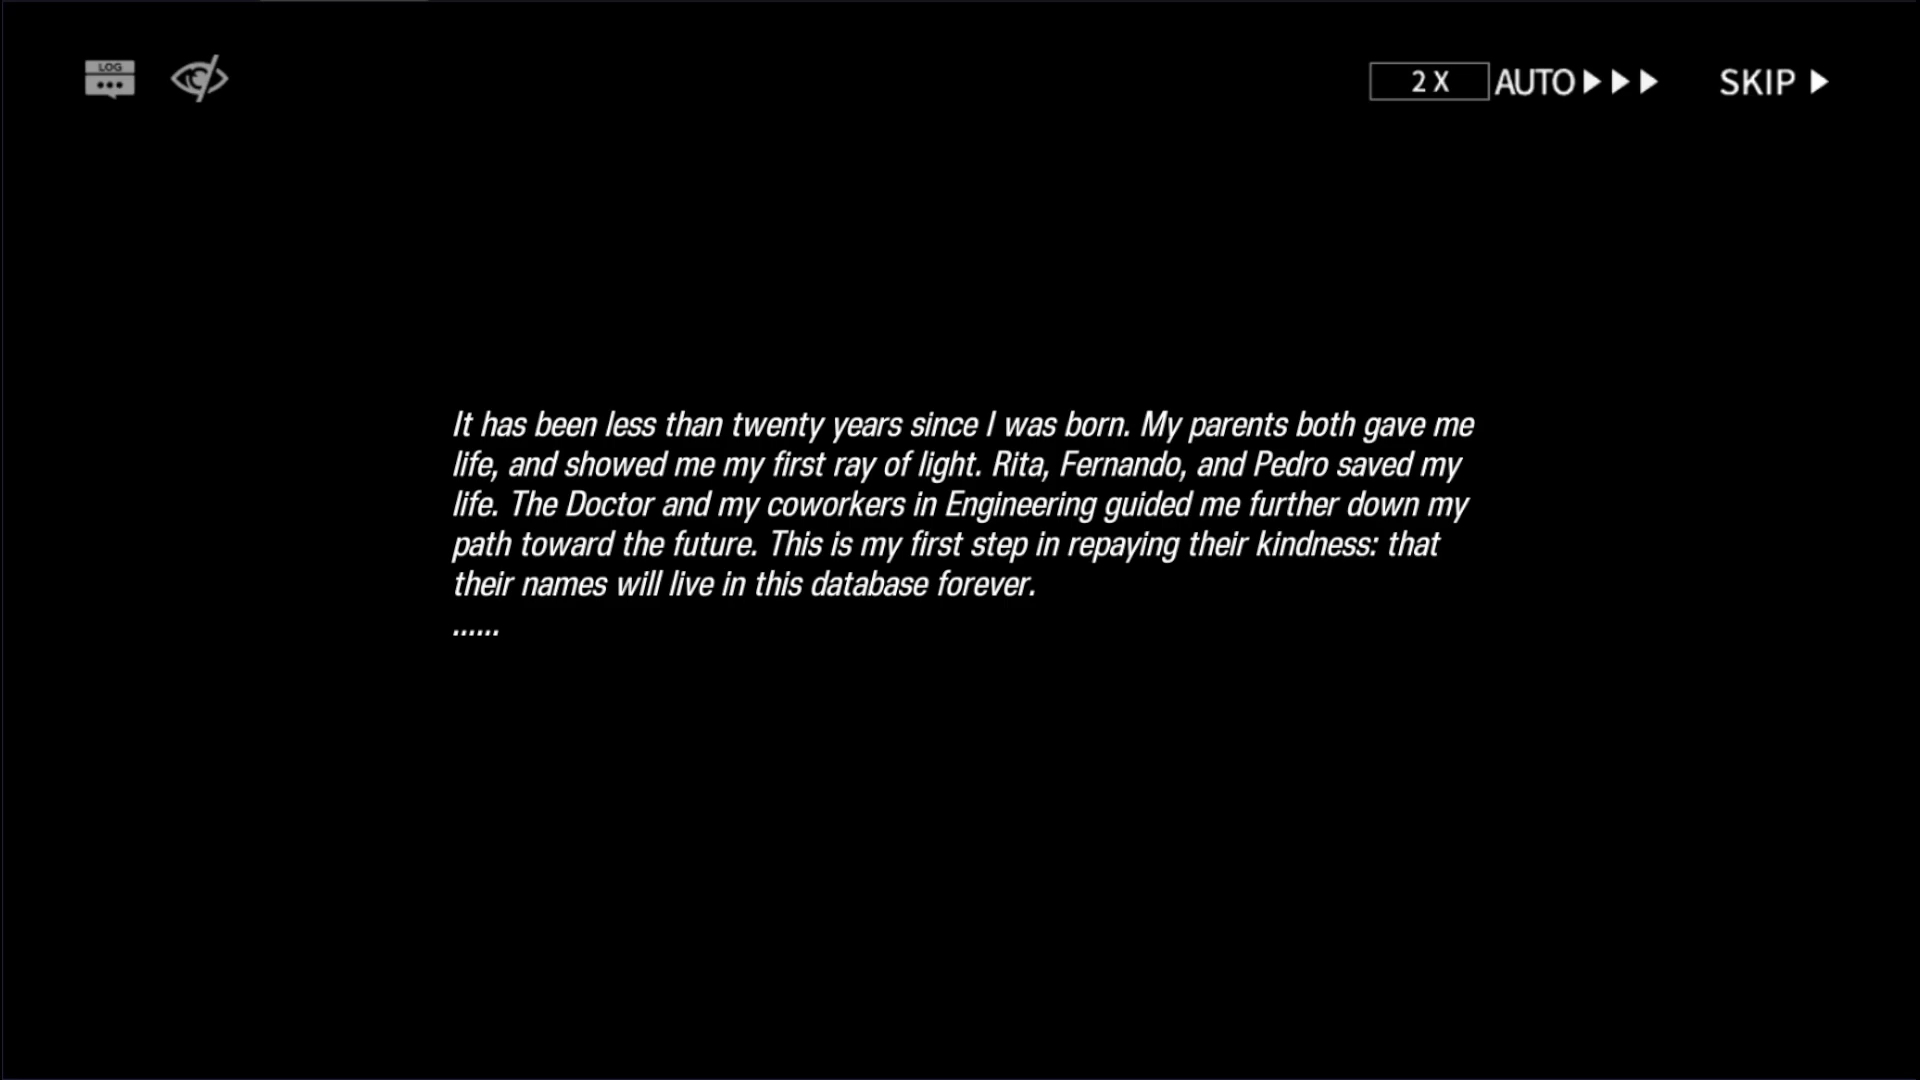 LOG
2 X AUTO SKIP
It has been less than twenty years since I was born. My parents both gave me
life, and showed me my first ray of light. Rita, Fernando, and Pedro saved my
life. The Doctor and my coworkers in Engineering guided me further down my
path toward the future. This is my first step in repaying their kindness: that
their names will live in this database forever.
......